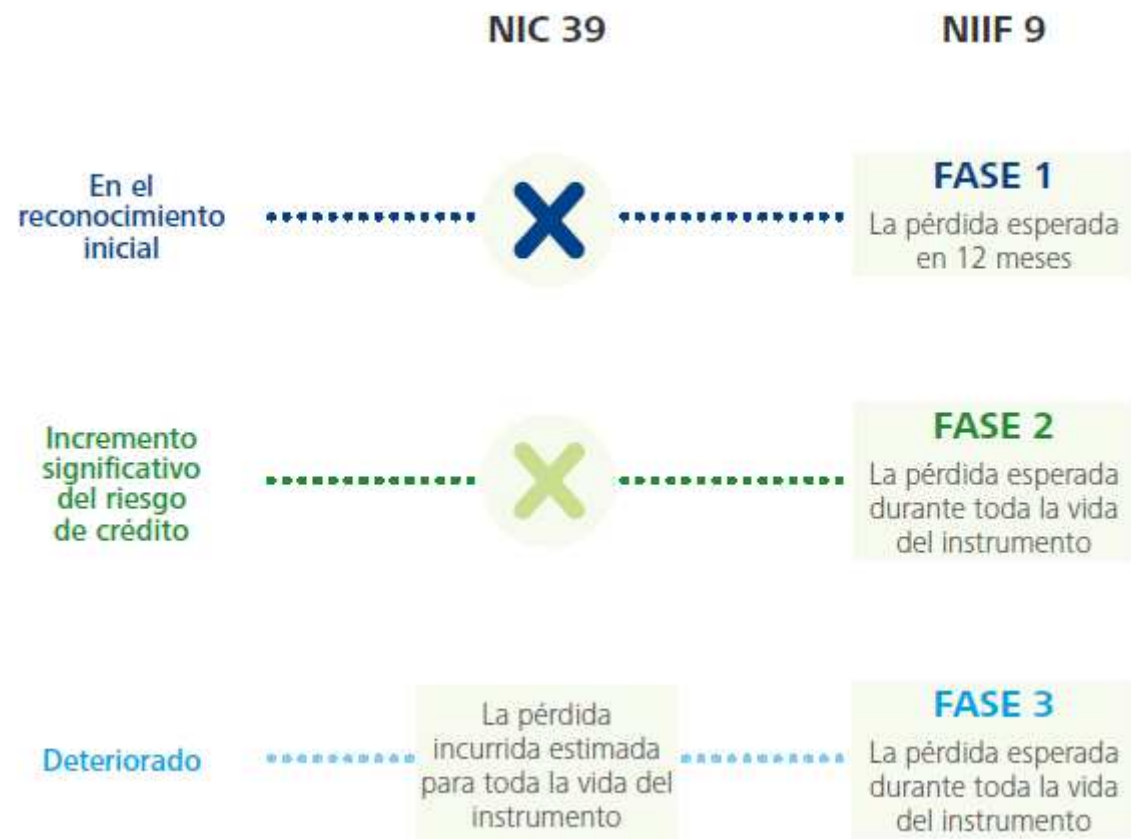 NIC 39
NIIF 9
En el
reconocimiento
inicial
FASE 1
La pérdida esperada
en 12 meses
Incremento
significativo
del riesgo
de crédito
FASE 2
La pérdida esperada
durante toda la vida
del instrumento
Deteriorado
La pérdida
incurrida estimada
para toda la vida del
instrumento
FASE 3
La pérdida esperada
durante toda la vida
del instrumento